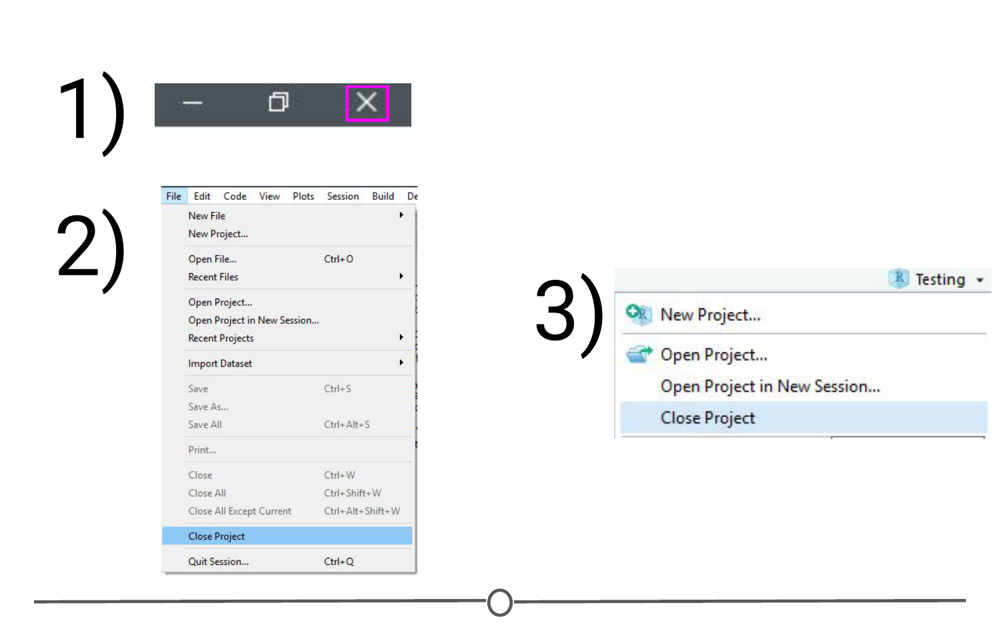 1)
2)
File Edit Code View Plots Session Build
New File
New Project...
Open File... Ctrl+O
Recent Files
Open Project...
Open Project in New Session...
Recent Projects
Import Dataset
Save Ctrl+S
Save As...
Save All Ctrl+Alt+S
Print...
Close Ctrl+W
Close All Ctrl+Shift+W
Close All Except Current Ctrl+Alt+Shift+W
Close Project
Quit Session... Ctrl+Q
3)
R Testing
R New Project...
Open Project...
Open Project in New Session...
Close Project